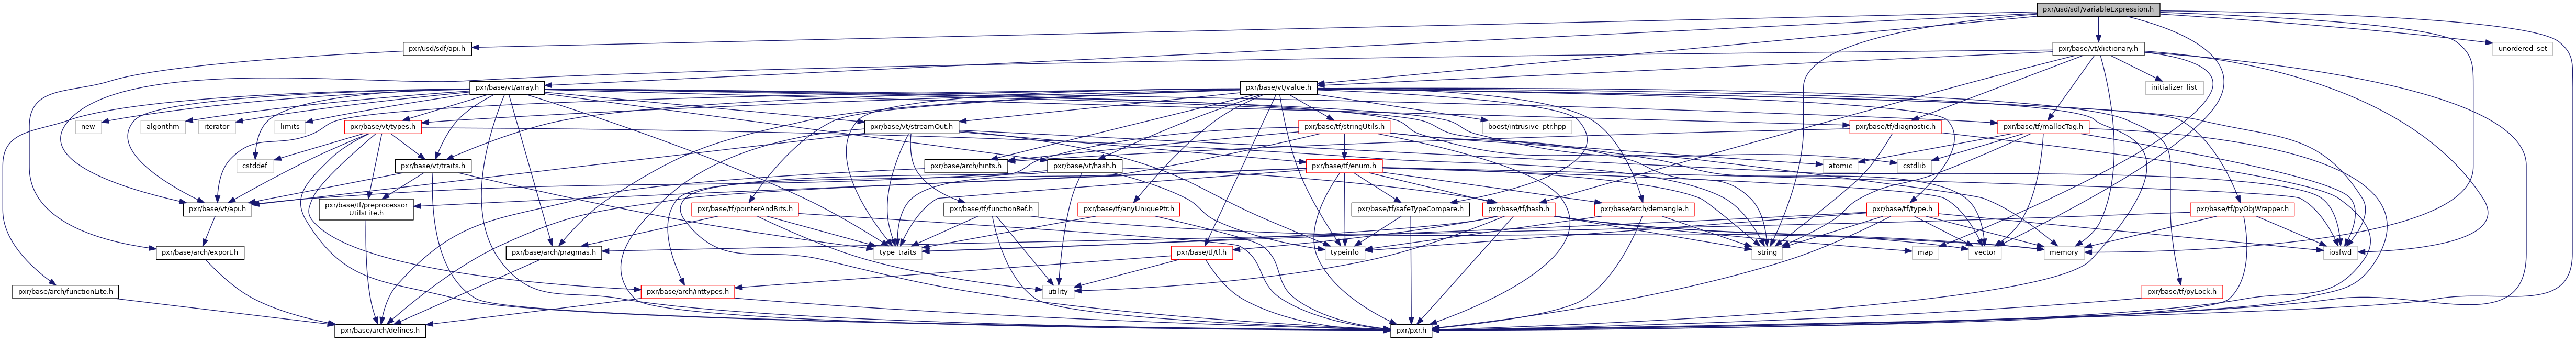 pxr/usd/sdf/variableExpression.h
pxr/usd/sdf/api.h
pxr/base/vt/dictionary.h
unordered_set
pxr/base/vt/array.h
pxr/base/vt/value.h
initializer_list
new
algorithm
iterator
limits
pxr/base/vt/types.h
pxr/base/vt/streamOut.h
pxr/base/tf/stringUtils.h
boost/intrusive_ptr.hpp
pxr/base/tf/diagnostic.h
pxr/base/tf/mallocTag.h
cstddef
pxr/base/vt/traits.h
pxr/base/arch/hints.h
pxr/base/vt/hash.h
pxr/base/tf/enum.h
atomic
cstdlib
pxr/base/vt/api.h
pxr/base/tf/preprocessor
UtilsLite.h
pxr/base/tf/pointerAndBits.h
pxr/base/tf/functionRef.h
pxr/base/tf/anyUniquePtr.h
pxr/base/tf/safeTypeCompare.h
pxr/base/tf/hash.h
pxr/base/arch/demangle.h
pxr/base/tf/type.h
pxr/base/tf/pyObjWrapper.h
pxr/base/arch/export.h
pxr/base/arch/pragmas.h
type_traits
pxr/base/tf/tf.h
typeinfo
string
map
vector
memory
iosfwd
pxr/base/arch/functionLite.h
pxr/base/arch/inttypes.h
utility
pxr/base/tf/pyLock.h
pxr/base/arch/defines.h
pxr/pxr.h